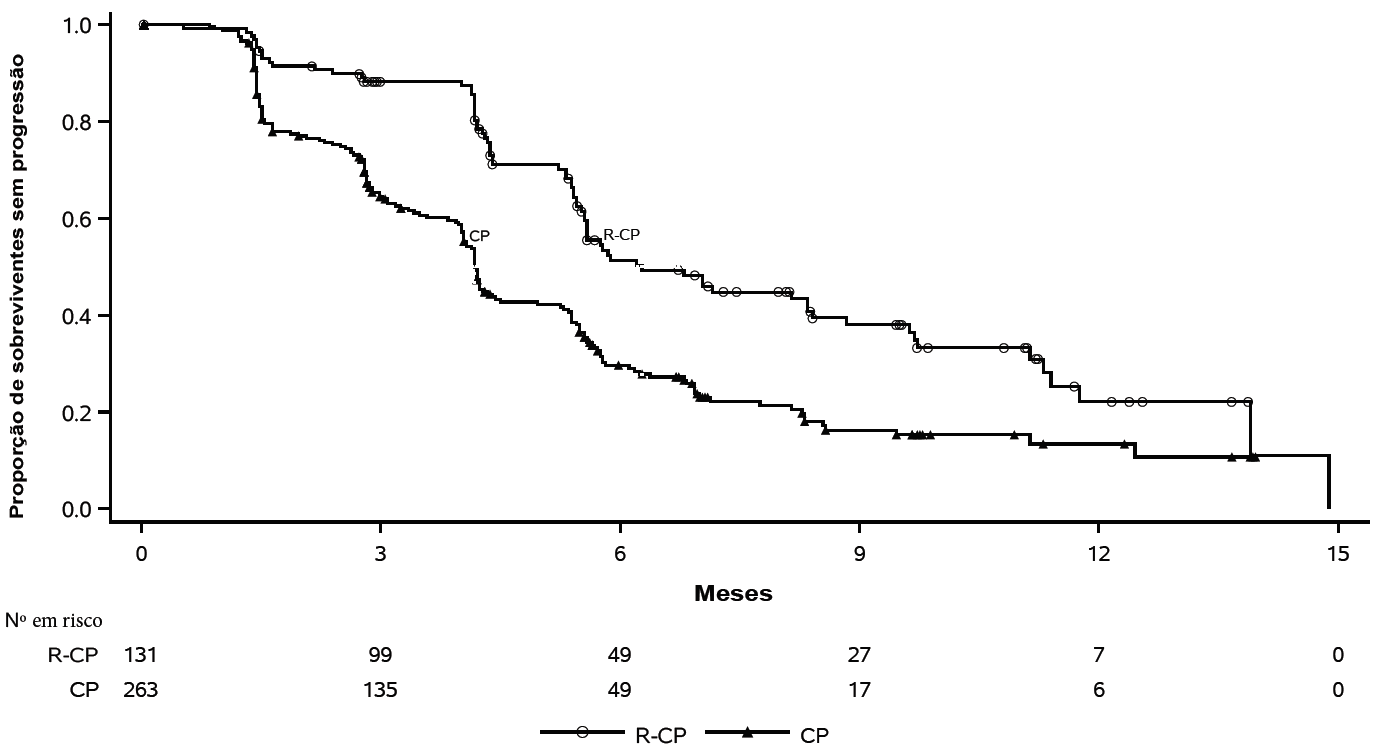 Proporção de sobreviventes sem progressão
1.0
0.8
0.6
0.4
0.2
0.0
CP
R-CP
0 3 6 9 12 15
Meses
Nº em risco
R-CP 131 99 49 27 7 0
CP 263 135 49 17 6 0
R-CP CP